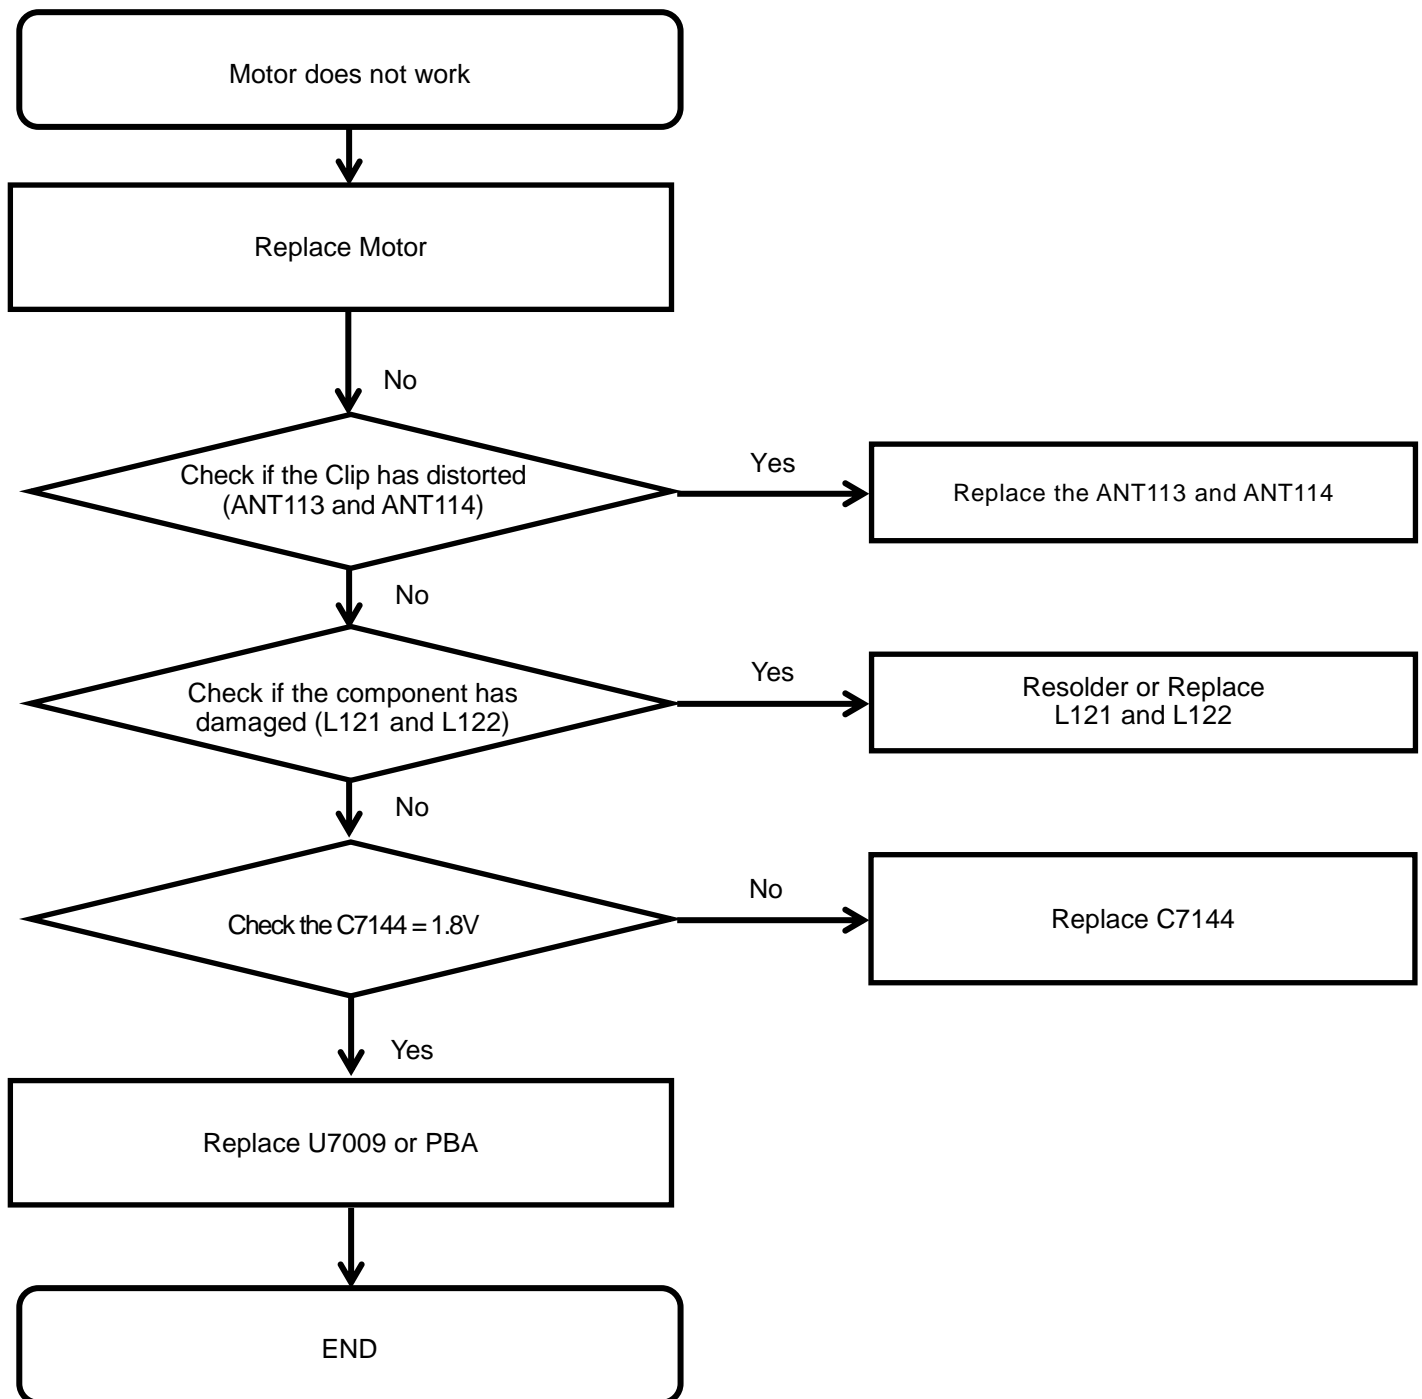 Motor does not work
Replace Motor
No
Check if the Clip has distorted
(ANT113 and ANT114)
Yes
Replace the ANT113 and ANT114
No
Check if the component has
damaged (L121 and L122)
Yes
Resolder or Replace
L121 and L122
No
Check the C7144 = 1.8V
No
Replace C7144
Yes
Replace U7009 or PBA
END